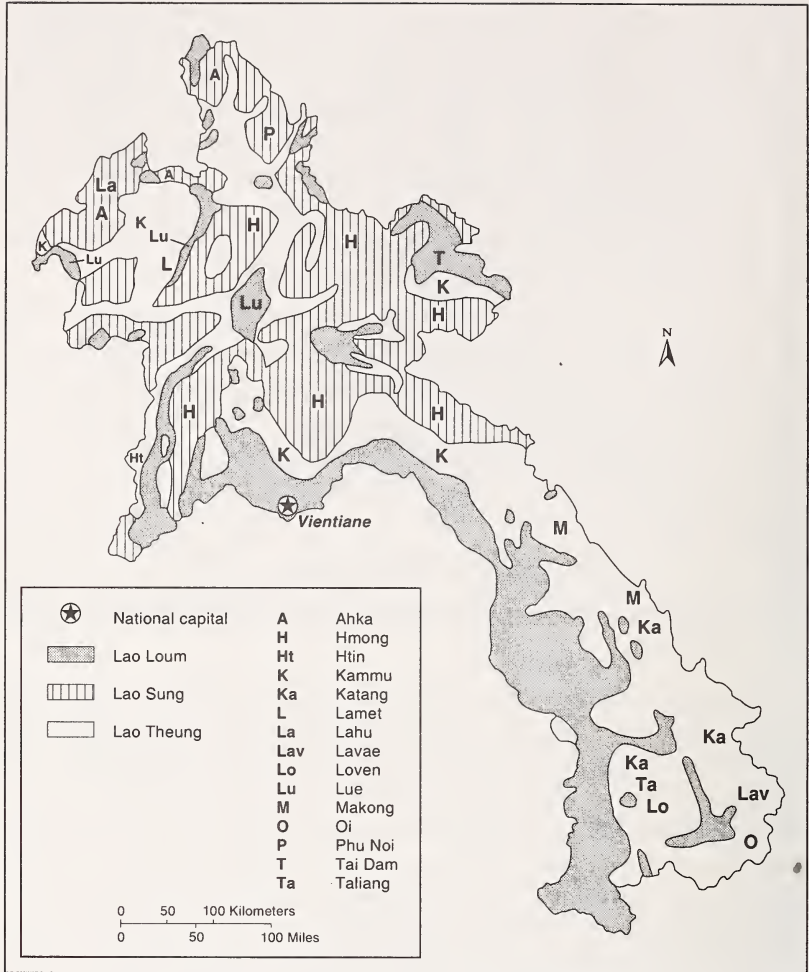 A
P
La
A
A
K
Lu
H
H
K
Lu
L
T
K
Lu
H
N
H
H
H
Ht
K
K
Vientiane
M
M
Ka
Ka
Ka
Ta
Lo
Lav
O
National capital
Lao Loum
Lao Sung
Lao Theung
A Ahka
H Hmong
Ht Htin
K Kammu
Ka Katang
L Lamet
La Lahu
Lav Lavae
Lo Loven
Lu Lue
M Makong
O Oi
P Phu Noi
T Tai Dam
Ta Taliang
0 50 100 Kilometers
0 50 100 Miles